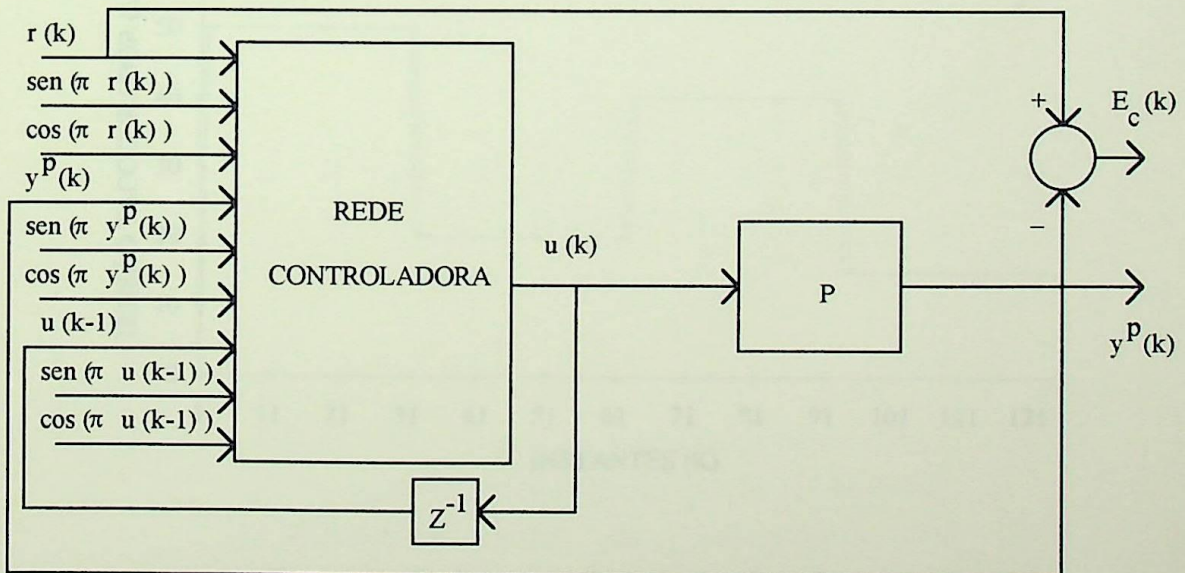 r (k)
sen (π r (k) )
cos (π r (k) )
y^p(k)
sen (π y^p(k) )
cos (π y^p(k) )
u (k-1)
sen (π u (k-1) )
cos (π u (k-1) )
REDE
CONTROLADORA
u (k)
P
+
−
E_c (k)
y^p(k)
Z^-1